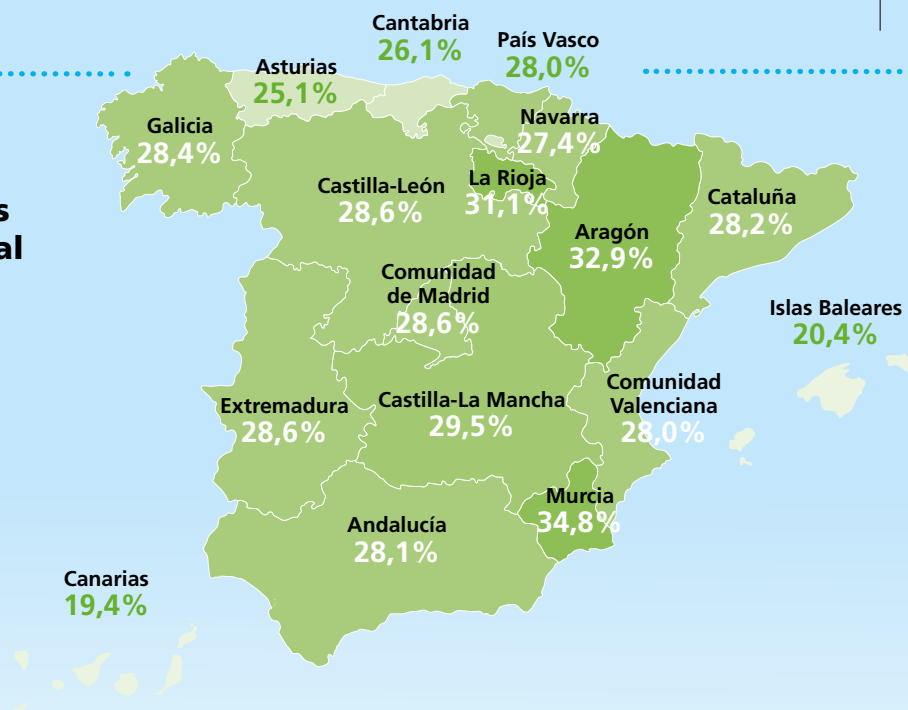 Cantabria
26,1%
País Vasco
28,0%
Asturias
25,1%
Galicia
28,4%
Navarra
27,4%
La Rioja
31,1%
Castilla-León
28,6%
Cataluña
28,2%
s
al
Aragón
32,9%
Comunidad
de Madrid
28,6%
Islas Baleares
20,4%
Extremadura
28,6%
Castilla-La Mancha
29,5%
Comunidad
Valenciana
28,0%
Murcia
34,8%
Andalucía
28,1%
Canarias
19,4%